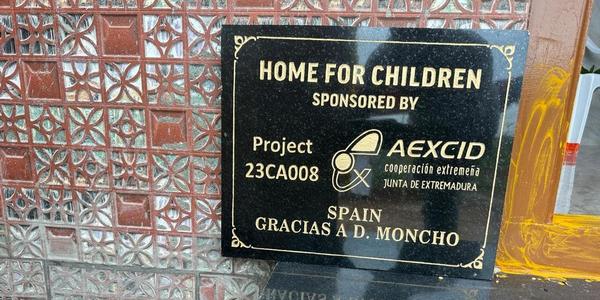 HOME FOR CHILDREN
SPONSORED BY
Project
23CA008
AEXCID
cooperación extremeña
JUNTA DE EXTREMADURA
SPAIN
GRACIAS A D. MONCHO